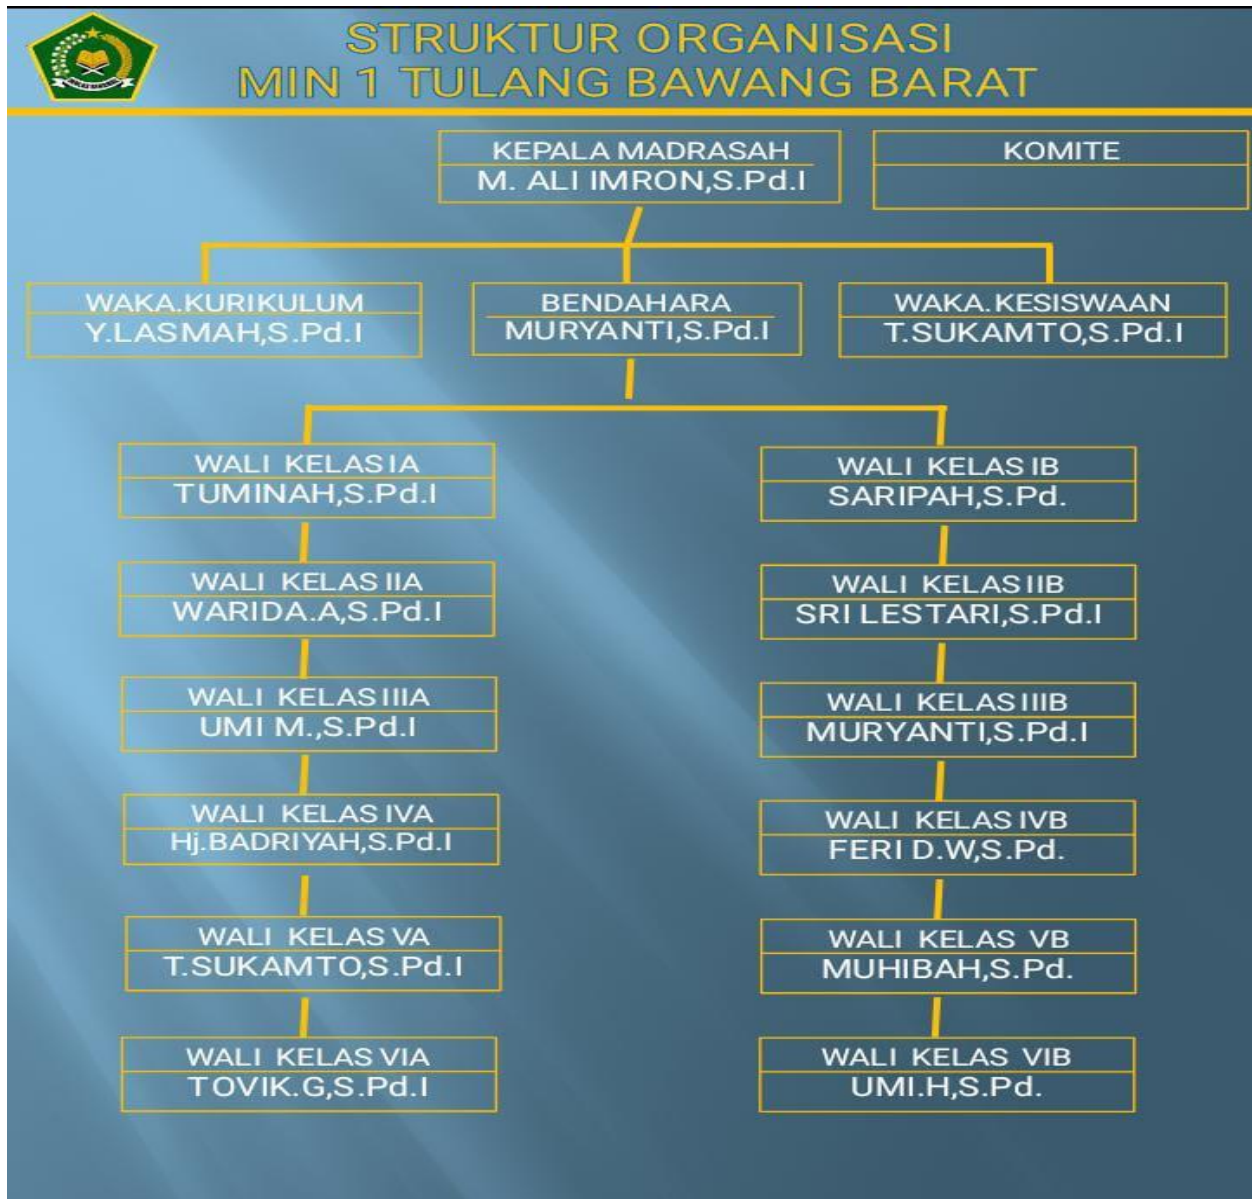 STRUKTUR ORGANISASI
MIN 1 TULANG BAWANG BARAT
KEPALA MADRASAH
M. ALI IMRON,S.Pd.I
KOMITE
WAKA.KURIKULUM
Y.LASMAH,S.Pd.I
BENDAHARA
MURYANTI,S.Pd.I
WAKA.KESISWAAN
T.SUKAMTO,S.Pd.I
WALI KELAS IA
TUMINAH,S.Pd.I
WALI KELAS IB
SARIPAH,S.Pd.
WALI KELAS IIA
WARIDA.A,S.Pd.I
WALI KELAS IIB
SRI LESTARI,S.Pd.I
WALI KELAS IIIA
UMI M.,S.Pd.I
WALI KELAS IIIB
MURYANTI,S.Pd.I
WALI KELAS IVA
Hj.BADRIYAH,S.Pd.I
WALI KELAS IVB
FERI D.W,S.Pd.
WALI KELAS VA
T.SUKAMTO,S.Pd.I
WALI KELAS VB
MUHIBAH,S.Pd.
WALI KELAS VIA
TOVIK.G,S.Pd.I
WALI KELAS VIB
UMI.H,S.Pd.